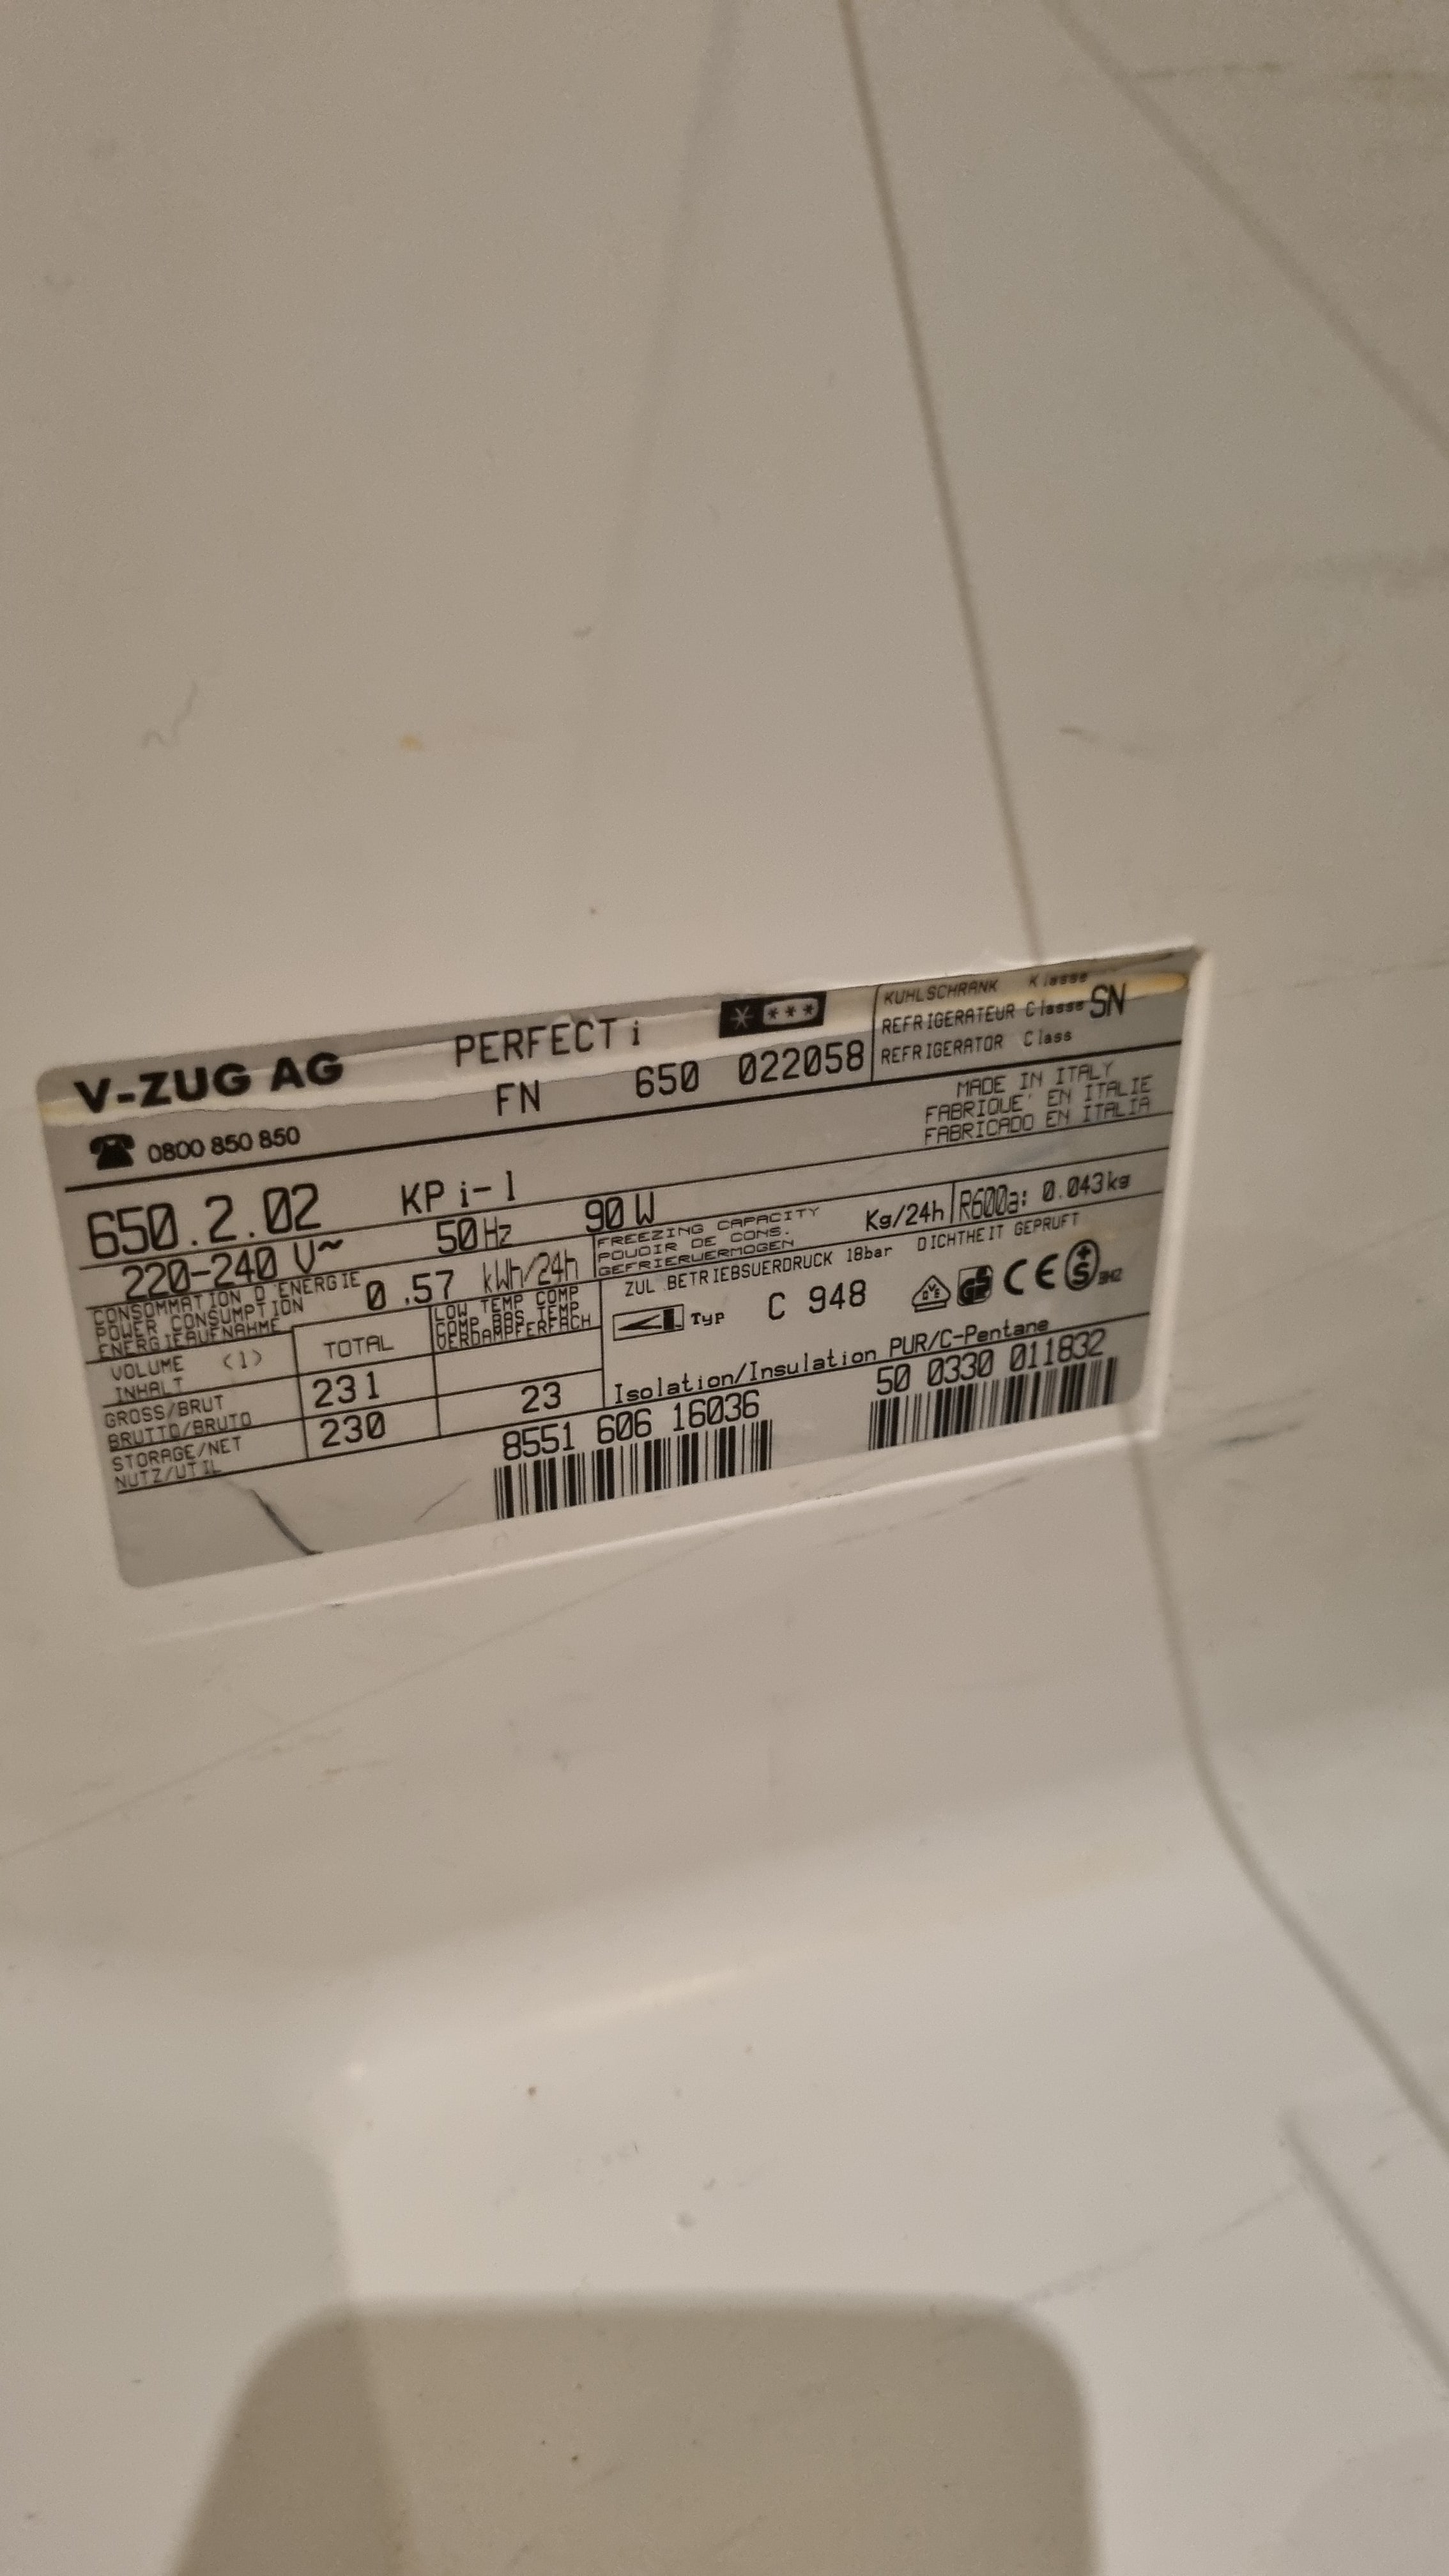 V-ZUG AG PERFECT i * *** KUHLSCHRANK Klasse
REFRIGERATEUR Classe SN
FN 650 022058 REFRIGERATOR Class
0800 850 850
MADE IN ITALY
FABRIQUE' EN ITALIE
FABRICADO EN ITALIA
650.2.02 KP i-1
220-240 V~ 50Hz 90W
FREEZING CAPACITY
POUOIR DE CONS.
GEFRIERUERMOGEN
Kg/24h R600a: 0.043kg
CONSOMMATION D'ENERGIE
POWER CONSUMPTION
ENERGIEAUFNAHME
0.57 kWh/24h
ZUL BETRIEBSUERDRUCK 18bar DICHTHEIT GEPRUFT
VOLUME (l)
INHALT
TOTAL
LOW TEMP COMP
COMP BAS TEMP
UERDAMPFERFACH
Typ C 948 CE S
GROSS/BRUT
BRUTTO/BRUTO
231
STORAGE/NET
NUTZ/UTIL
230 23
Isolation/Insulation PUR/C-Pentane
8551 606 16036 50 0330 011832